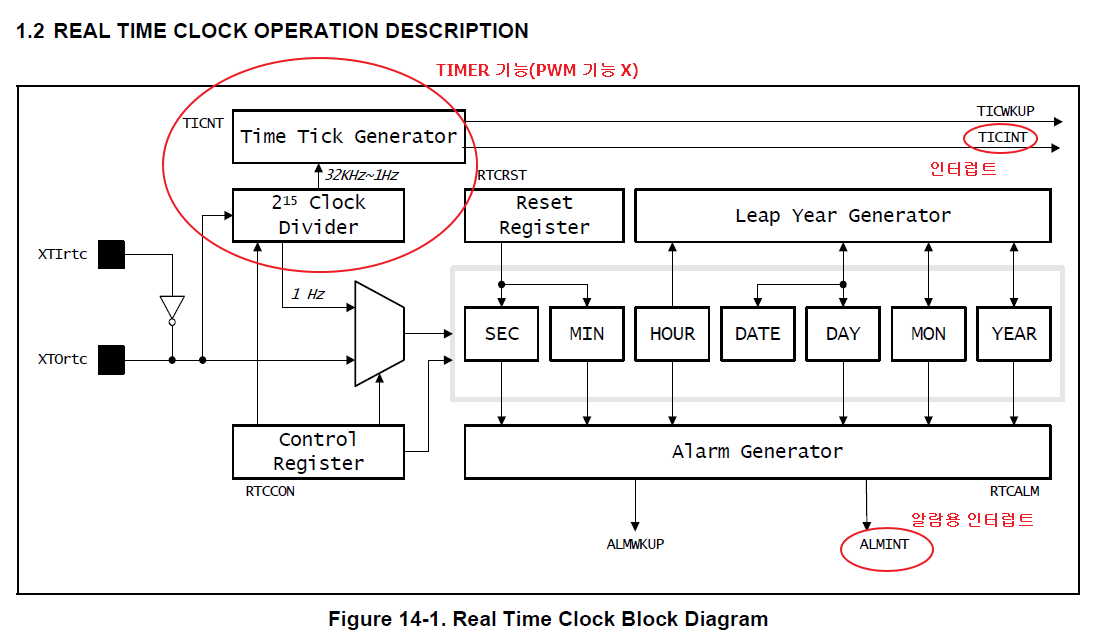 1.2 REAL TIME CLOCK OPERATION DESCRIPTION
TIMER 기능(PWM 기능 X)
TICNT
Time Tick Generator
TICWKUP
TICINT
인터럽트
32KHz~1Hz
RTCRST
2¹⁵ Clock
Divider
Reset
Register
Leap Year Generator
XTIrtc
1 Hz
SEC
MIN
HOUR
DATE
DAY
MON
YEAR
XTOrtc
Control
Register
Alarm Generator
RTCCON
RTCALM
알람용 인터럽트
ALMWKUP
ALMINT
Figure 14-1. Real Time Clock Block Diagram